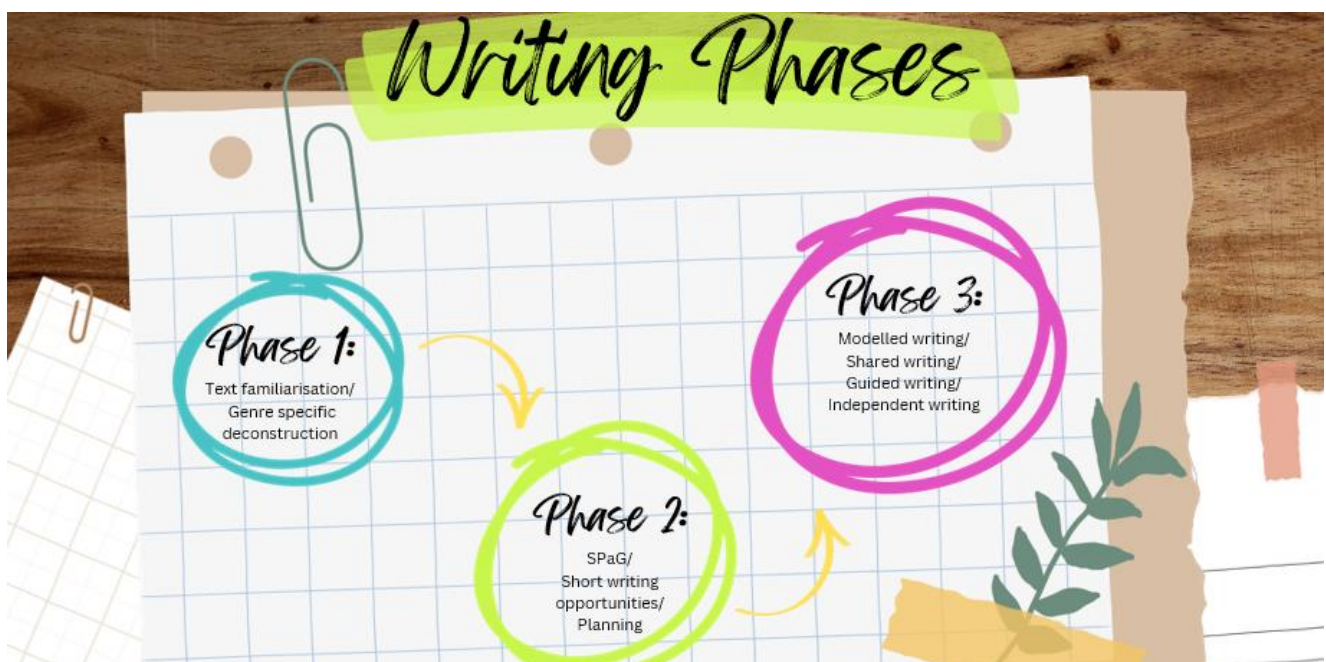 Writing Phases
Phase 1:
Text familiarisation/
Genre specific
deconstruction
Phase 2:
SPaG/
Short writing
opportunities/
Planning
Phase 3:
Modelled writing/
Shared writing/
Guided writing/
Independent writing